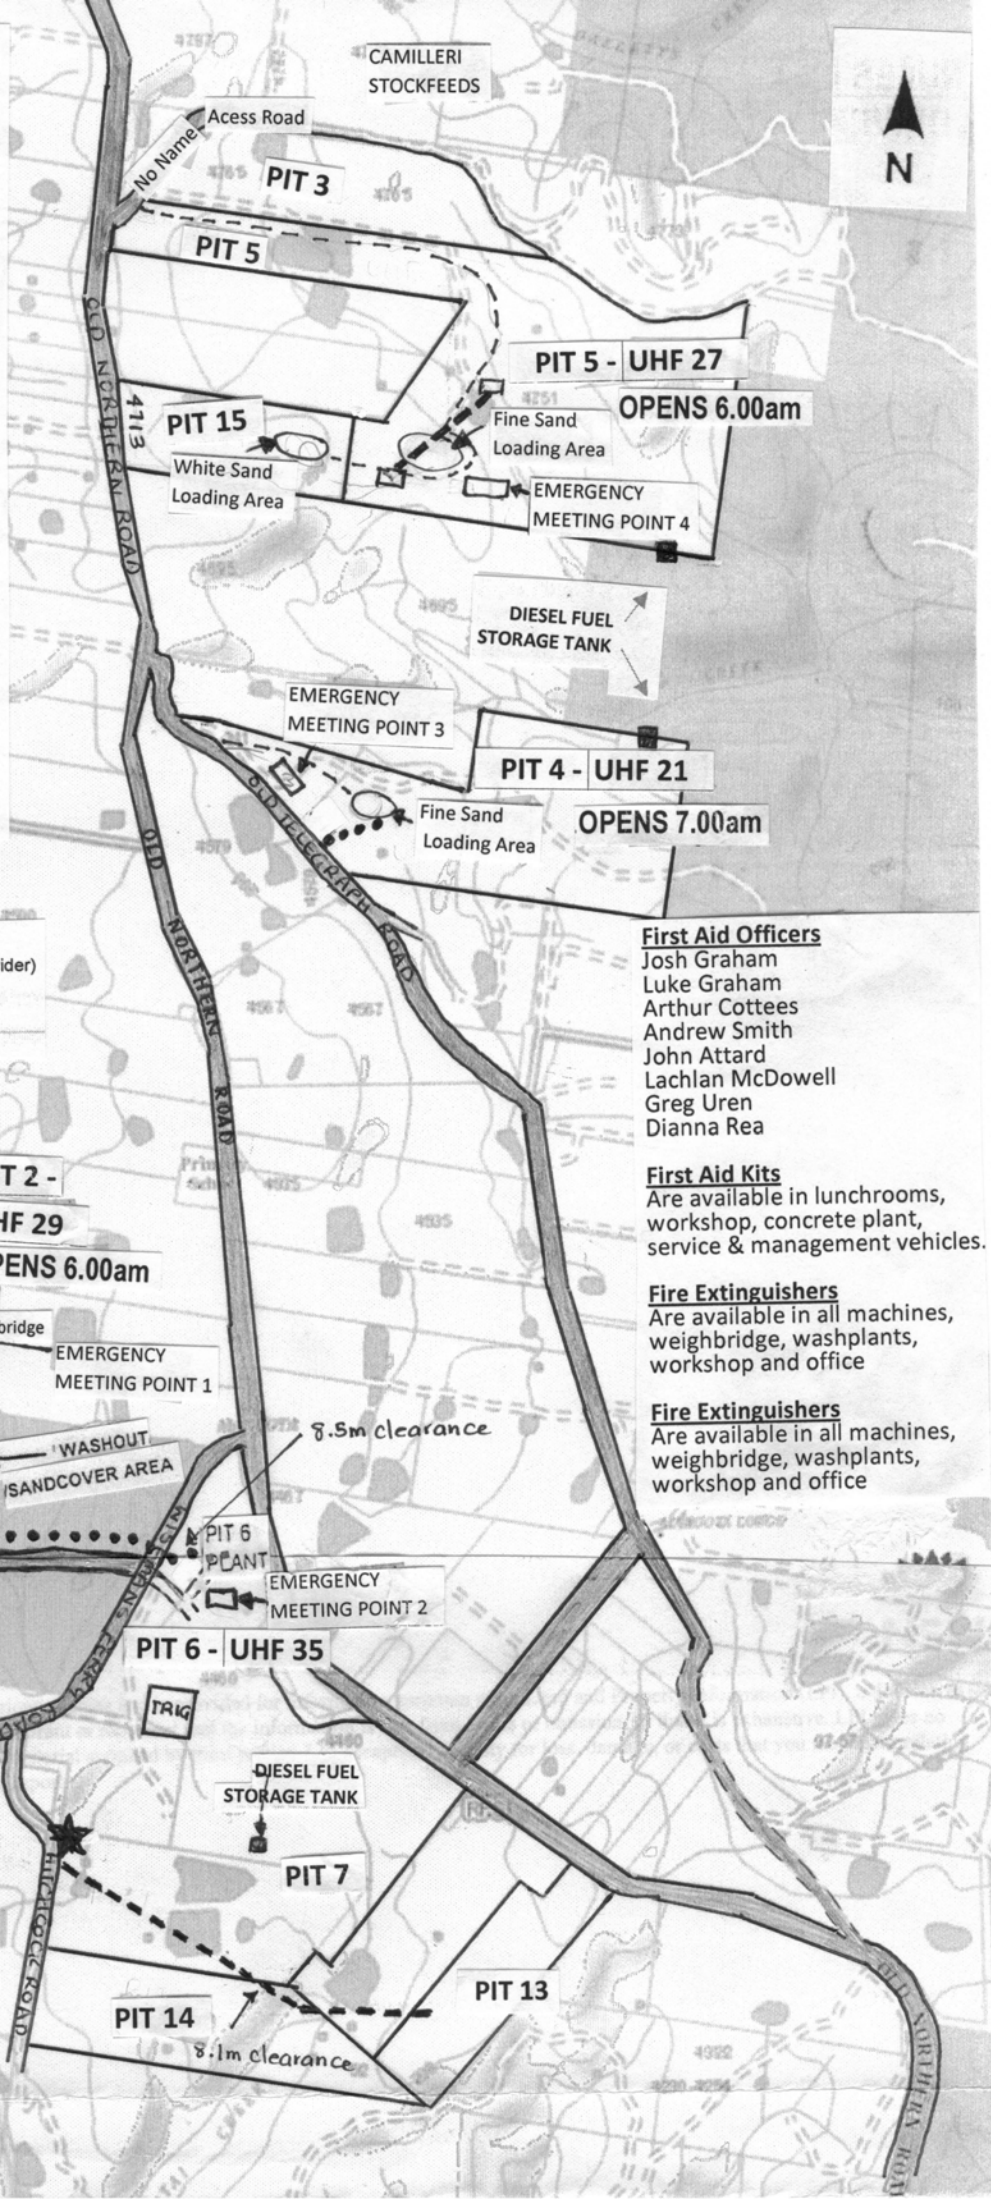 CAMILLERI
STOCKFEEDS
N
Acess Road
No Name
PIT 3
PIT 5
OLD NORTHERN ROAD
4713
PIT 5 - UHF 27
OPENS 6.00am
PIT 15
White Sand
Loading Area
Fine Sand
Loading Area
EMERGENCY
MEETING POINT 4
DIESEL FUEL
STORAGE TANK
EMERGENCY
MEETING POINT 3
PIT 4 - UHF 21
OPENS 7.00am
Fine Sand
Loading Area
OLD TELEGRAPH ROAD
OLD NORTHERN ROAD
ider)
First Aid Officers
Josh Graham
Luke Graham
Arthur Cottees
Andrew Smith
John Attard
Lachlan McDowell
Greg Uren
Dianna Rea
First Aid Kits
Are available in lunchrooms,
workshop, concrete plant,
service & management vehicles.
Fire Extinguishers
Are available in all machines,
weighbridge, washplants,
workshop and office
Fire Extinguishers
Are available in all machines,
weighbridge, washplants,
workshop and office
T 2 -
HF 29
PENS 6.00am
bridge
EMERGENCY
MEETING POINT 1
WASHOUT
/SANDCOVER AREA
8.5m clearance
PIT 6
PLANT
EMERGENCY
MEETING POINT 2
WISEMANS FERRY ROAD
PIT 6 - UHF 35
TRIG
DIESEL FUEL
STORAGE TANK
PIT 7
HITCHCOCK ROAD
PIT 14
8.1m clearance
PIT 13
OLD NORTHERN ROAD